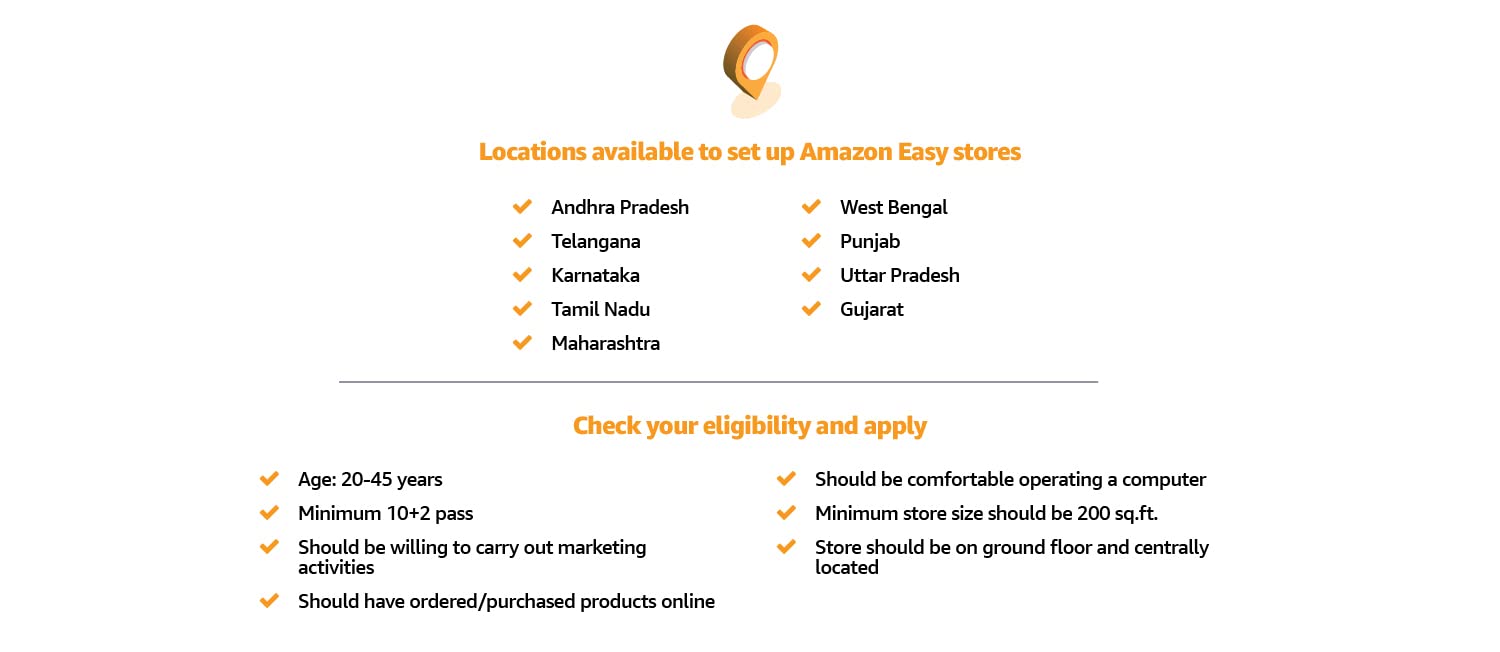 Locations available to set up Amazon Easy stores
Andhra Pradesh
Telangana
Karnataka
Tamil Nadu
Maharashtra
West Bengal
Punjab
Uttar Pradesh
Gujarat
Check your eligibility and apply
Age: 20-45 years
Minimum 10+2 pass
Should be willing to carry out marketing
activities
Should have ordered/purchased products online
Should be comfortable operating a computer
Minimum store size should be 200 sq.ft.
Store should be on ground floor and centrally
located